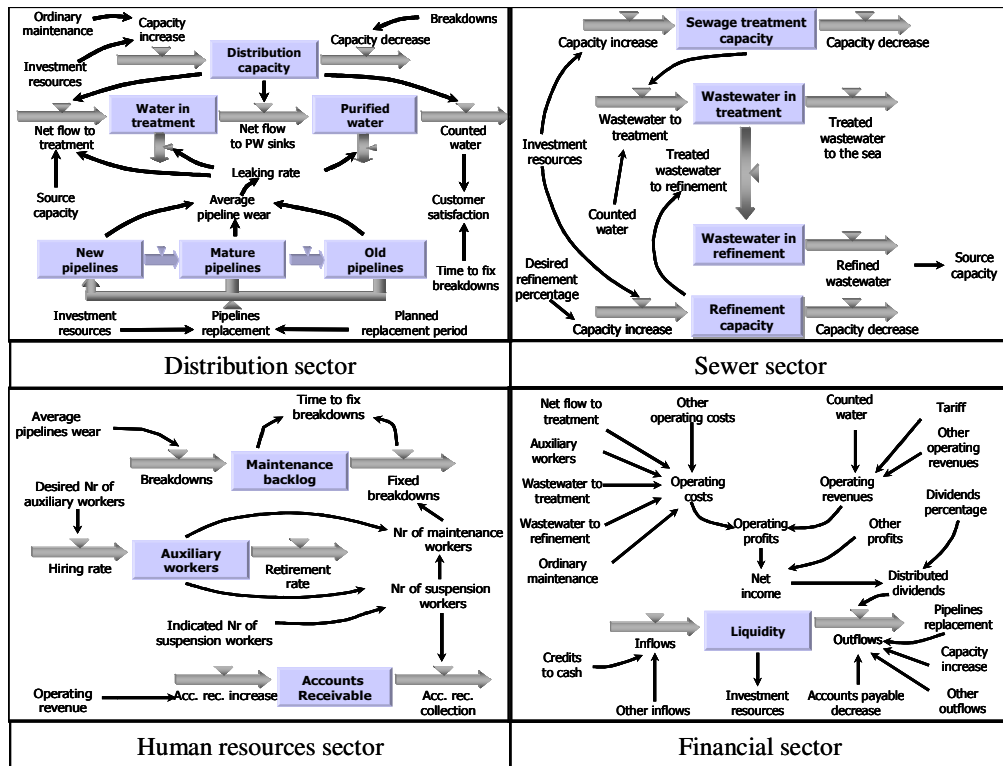 Ordinary
maintenance
Capacity
increase
Breakdowns
Capacity decrease
Investment
resources
Distribution
capacity
Water in
treatment
Purified
water
Net flow to
treatment
Net flow
to PW sinks
Counted
water
Leaking rate
Source
capacity
Average
pipeline wear
Customer
satisfaction
New
pipelines
Mature
pipelines
Old
pipelines
Time to fix
breakdowns
Investment
resources
Pipelines
replacement
Planned
replacement period
Distribution sector
Capacity increase
Sewage treatment
capacity
Capacity decrease
Wastewater to
treatment
Wastewater in
treatment
Treated
wastewater
to the sea
Investment
resources
Treated
wastewater
to refinement
Counted
water
Wastewater in
refinement
Refined
wastewater
Source
capacity
Desired
refinement
percentage
Capacity increase
Refinement
capacity
Capacity decrease
Sewer sector
Average
pipelines wear
Time to fix
breakdowns
Breakdowns
Maintenance
backlog
Fixed
breakdowns
Desired Nr of
auxiliary workers
Nr of maintenance
workers
Hiring rate
Auxiliary
workers
Retirement
rate
Nr of suspension
workers
Indicated Nr of
suspension workers
Operating
revenue
Acc. rec. increase
Accounts
Receivable
Acc. rec.
collection
Human resources sector
Net flow to
treatment
Other
operating costs
Counted
water
Tariff
Auxiliary
workers
Other
operating
revenues
Wastewater to
treatment
Operating
costs
Operating
revenues
Dividends
percentage
Wastewater to
refinement
Operating
profits
Other
profits
Ordinary
maintenance
Net
income
Distributed
dividends
Inflows
Liquidity
Outflows
Pipelines
replacement
Credits
to cash
Capacity
increase
Other inflows
Investment
resources
Accounts payable
decrease
Other
outflows
Financial sector